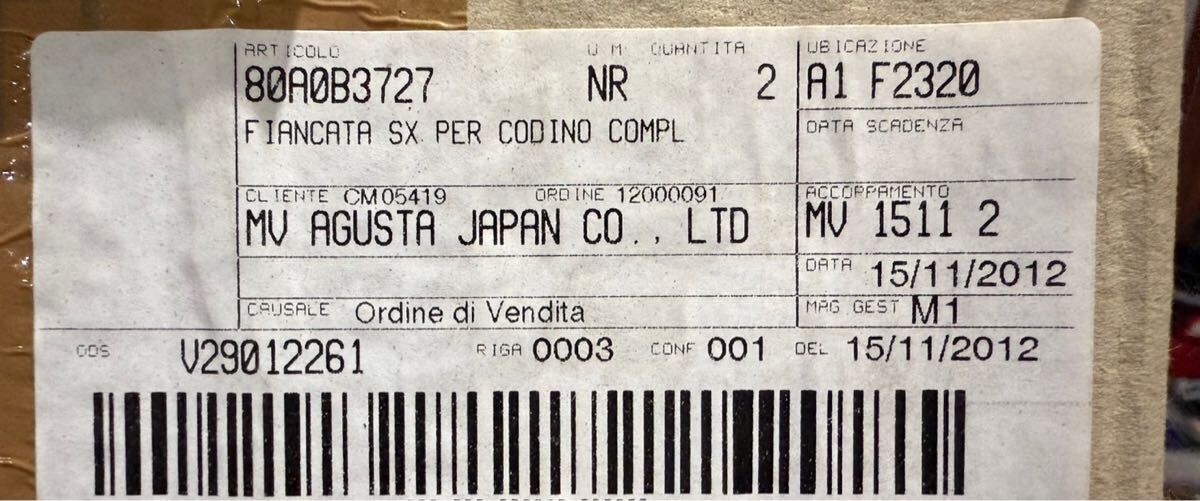 ARTICOLO U M QUANTITA UBICAZIONE
80A0B3727 NR 2 A1 F2320
FIANCATA SX PER CODINO COMPL DATA SCADENZA
CLIENTE CM05419 ORDINE 12000091 ACCOPPAMENTO
MV AGUSTA JAPAN CO., LTD MV 1511 2
DATA 15/11/2012
CAUSALE Ordine di Vendita MAG GEST M1
ODS V29012261 RIGA 0003 CONF 001 DEL 15/11/2012